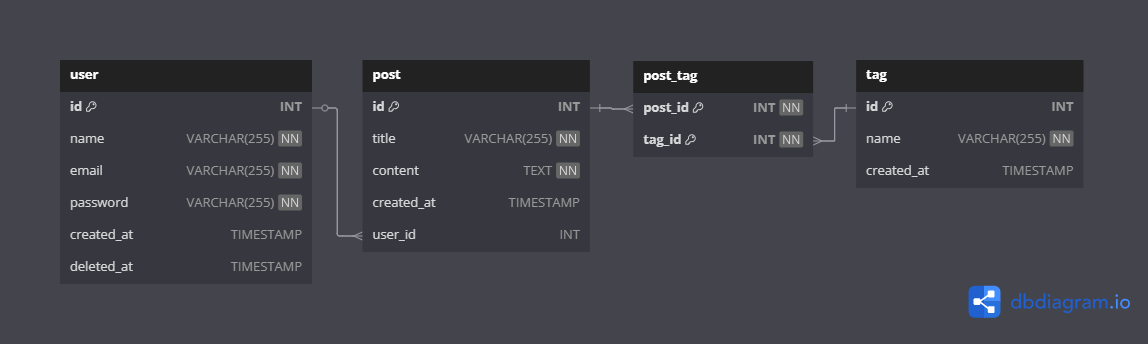 user
id INT
name VARCHAR(255) NN
email VARCHAR(255) NN
password VARCHAR(255) NN
created_at TIMESTAMP
deleted_at TIMESTAMP
post
id INT
title VARCHAR(255) NN
content TEXT NN
created_at TIMESTAMP
user_id INT
post_tag
post_id INT NN
tag_id INT NN
tag
id INT
name VARCHAR(255) NN
created_at TIMESTAMP
dbdiagram.io